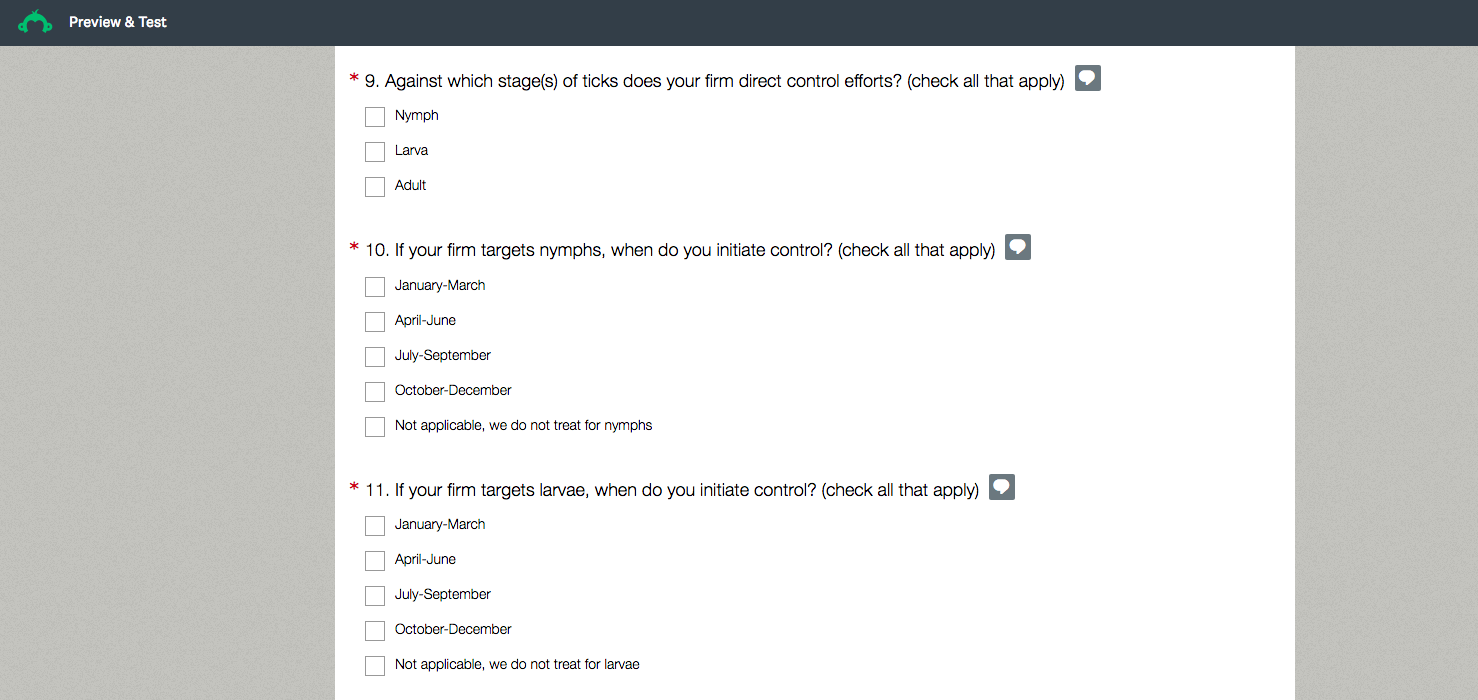 Preview & Test
* 9. Against which stage(s) of ticks does your firm direct control efforts? (check all that apply)
Nymph
Larva
Adult
* 10. If your firm targets nymphs, when do you initiate control? (check all that apply)
January-March
April-June
July-September
October-December
Not applicable, we do not treat for nymphs
* 11. If your firm targets larvae, when do you initiate control? (check all that apply)
January-March
April-June
July-September
October-December
Not applicable, we do not treat for larvae